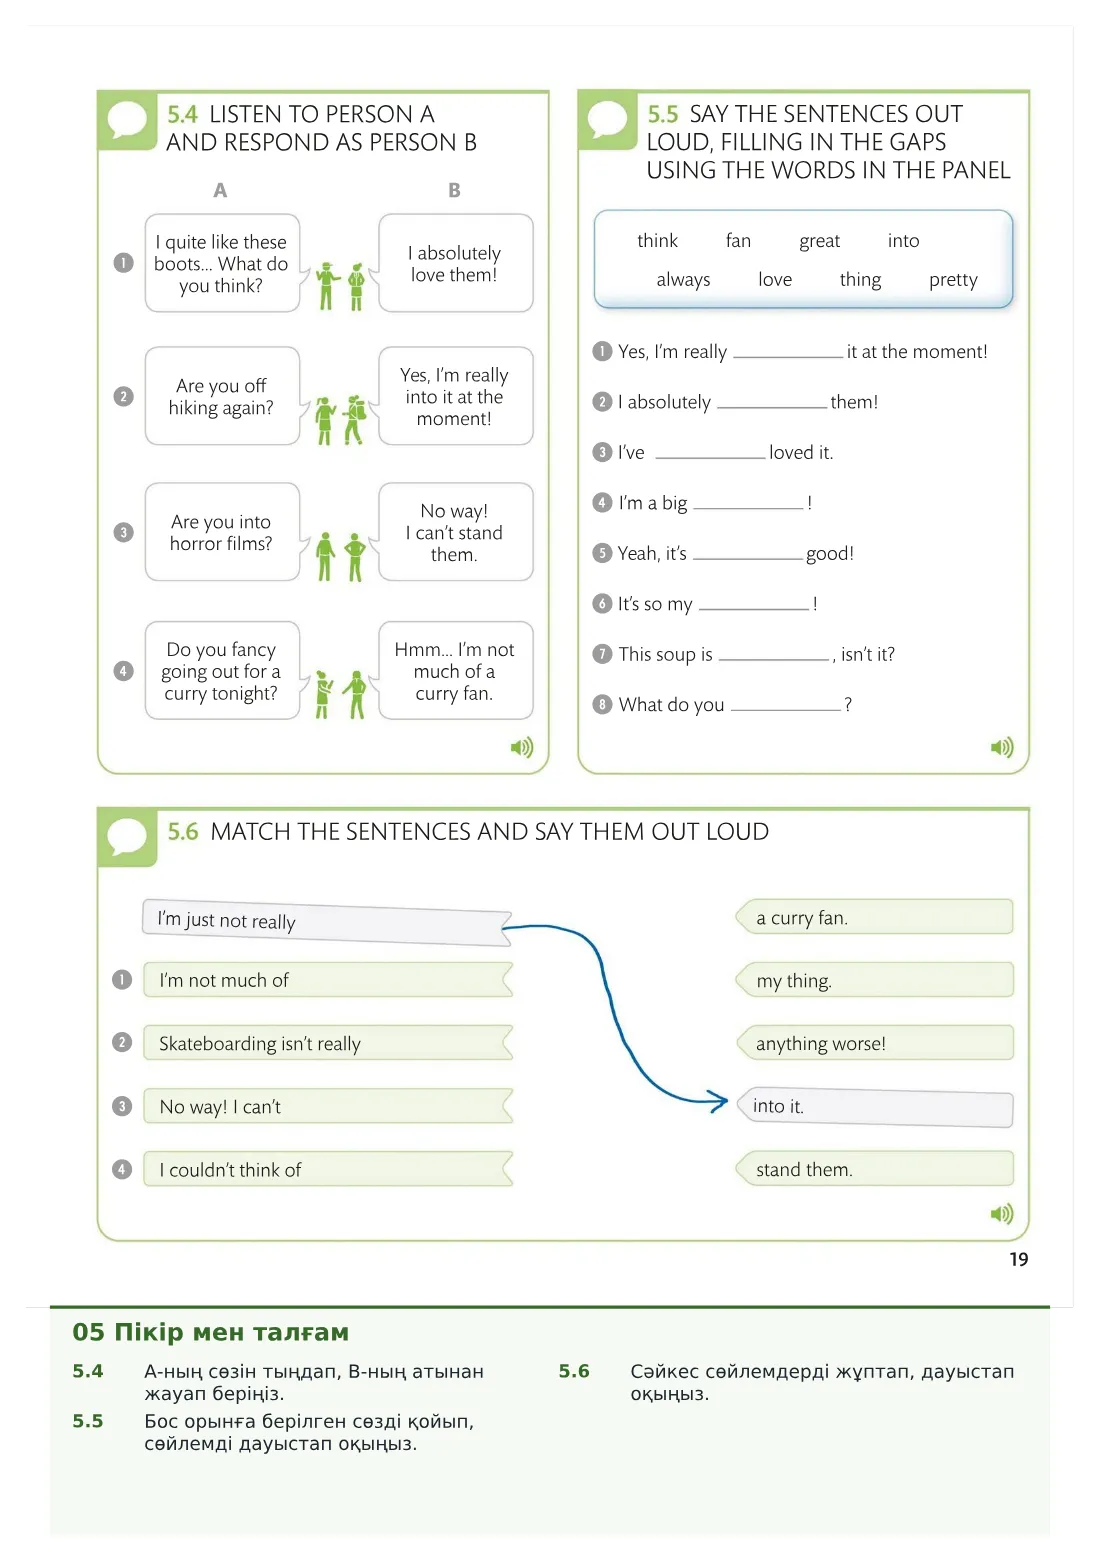 5.4 LISTEN TO PERSON A
AND RESPOND AS PERSON B
A
B
1
I quite like these
boots... What do
you think?
I absolutely
love them!
2
Are you off
hiking again?
Yes, I'm really
into it at the
moment!
3
Are you into
horror films?
No way!
I can't stand
them.
4
Do you fancy
going out for a
curry tonight?
Hmm... I'm not
much of a
curry fan.
5.5 SAY THE SENTENCES OUT
LOUD, FILLING IN THE GAPS
USING THE WORDS IN THE PANEL
think fan great into
always love thing pretty
1 Yes, I'm really ___________ it at the moment!
2 I absolutely ___________ them!
3 I've ___________ loved it.
4 I'm a big ___________ !
5 Yeah, it's ___________ good!
6 It's so my ___________ !
7 This soup is ___________ , isn't it?
8 What do you ___________ ?
5.6 MATCH THE SENTENCES AND SAY THEM OUT LOUD
I'm just not really
a curry fan.
1 I'm not much of
my thing.
2 Skateboarding isn't really
anything worse!
3 No way! I can't
into it.
4 I couldn't think of
stand them.
19
05 Пікір мен талғам
5.4 А-ның сөзін тыңдап, В-ның атынан
жауап беріңіз.
5.5 Бос орынға берілген сөзді қойып,
сөйлемді дауыстап оқыңыз.
5.6 Сәйкес сөйлемдерді жұптап, дауыстап
оқыңыз.